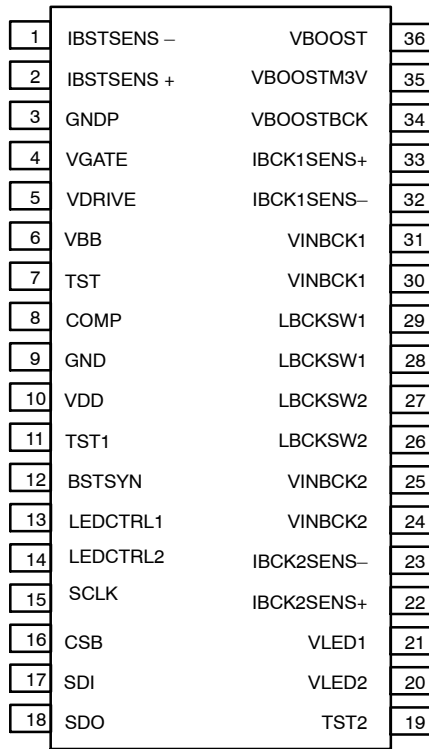 1 IBSTSENS − VBOOST 36
2 IBSTSENS + VBOOSTM3V 35
3 GNDP VBOOSTBCK 34
4 VGATE IBCK1SENS+ 33
5 VDRIVE IBCK1SENS− 32
6 VBB VINBCK1 31
7 TST VINBCK1 30
8 COMP LBCKSW1 29
9 GND LBCKSW1 28
10 VDD LBCKSW2 27
11 TST1 LBCKSW2 26
12 BSTSYN VINBCK2 25
13 LEDCTRL1 VINBCK2 24
14 LEDCTRL2 IBCK2SENS− 23
15 SCLK IBCK2SENS+ 22
16 CSB VLED1 21
17 SDI VLED2 20
18 SDO TST2 19